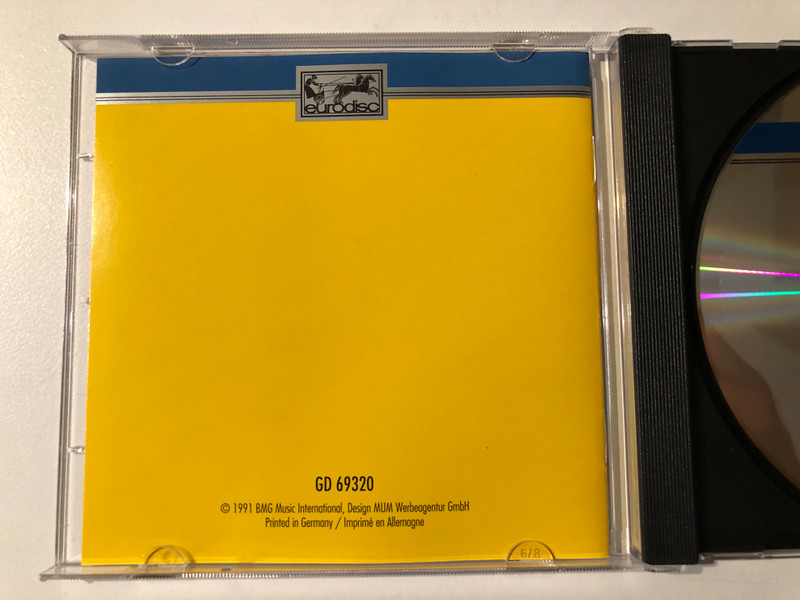 eurodisc
GD 69320
© 1991 BMG Music International, Design MUM Werbeagentur GmbH
Printed in Germany / Imprimé en Allemagne